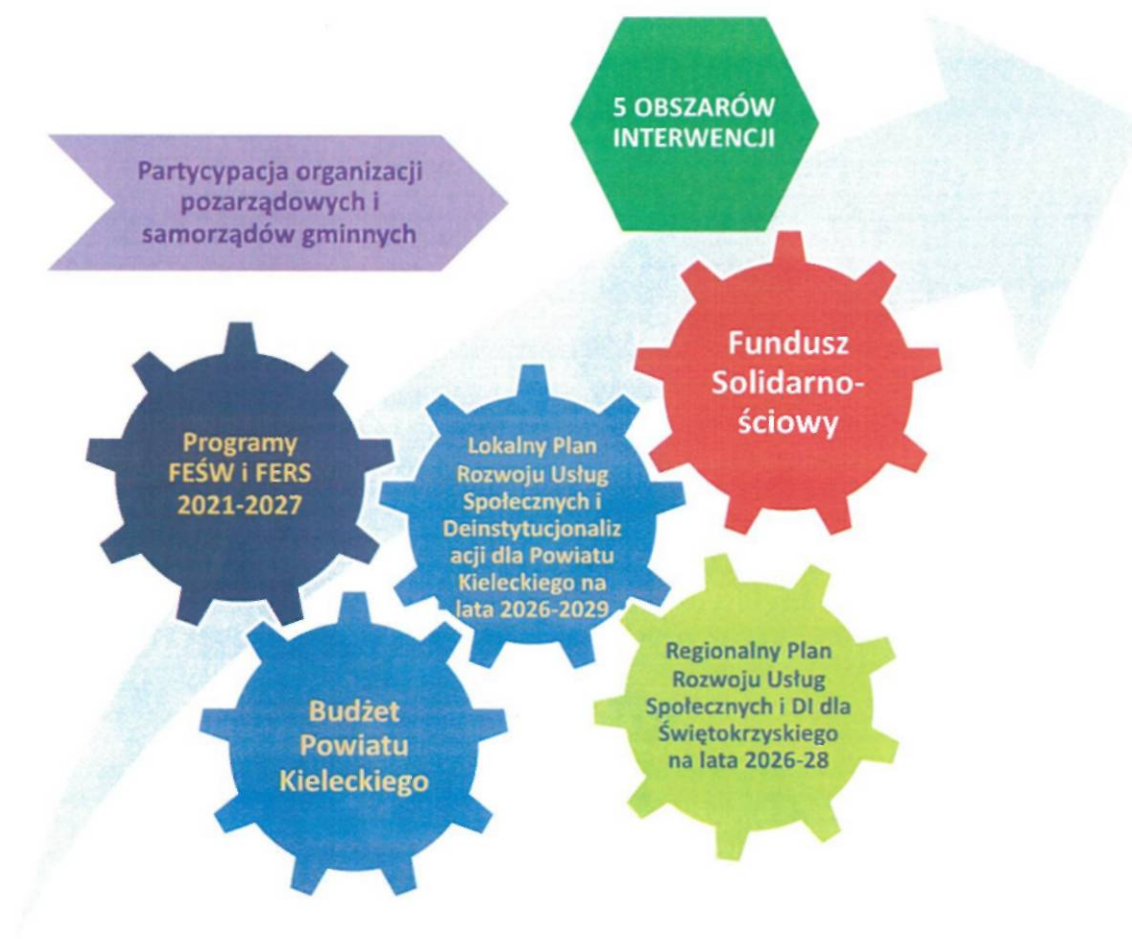 5 OBSZARÓW
INTERWENCJI
Partycypacja organizacji
pozarządowych i
samorządów gminnych
Fundusz
Solidarno-
ściowy
Programy
FEŚW i FERS
2021-2027
Lokalny Plan
Rozwoju Usług
Społecznych i
Deinstytucjonaliz
acji dla Powiatu
Kieleckiego na
lata 2026-2029
Regionalny Plan
Rozwoju Usług
Społecznych i DI dla
Świętokrzyskiego
na lata 2026-28
Budżet
Powiatu
Kieleckiego